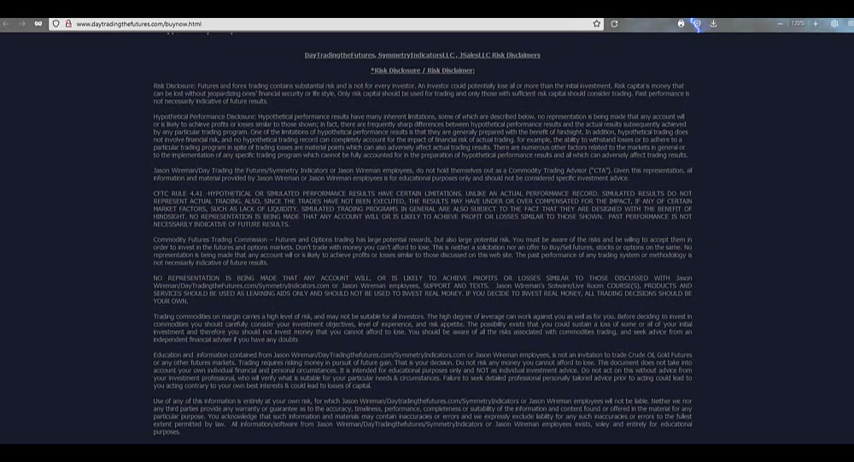 www.daytradingthefutures.com/buynow.html
120%
DayTradingtheFutures, SymmetryIndicatorsLLC, JSalesLLC Risk Disclaimers
*Risk Disclosure / Risk Disclaimer:
Risk Disclosure: Futures and forex trading contains substantial risk and is not for every investor. An investor could potentially lose all or more than the initial investment. Risk capital is money that
can be lost without jeopardizing ones' financial security or life style. Only risk capital should be used for trading and only those with sufficient risk capital should consider trading. Past performance is
not necessarily indicative of future results.
Hypothetical Performance Disclosure: Hypothetical performance results have many inherent limitations, some of which are described below. no representation is being made that any account will
or is likely to achieve profits or losses similar to those shown; in fact, there are frequently sharp differences between hypothetical performance results and the actual results subsequently achieved
by any particular trading program. One of the limitations of hypothetical performance results is that they are generally prepared with the benefit of hindsight. In addition, hypothetical trading does
not involve financial risk, and no hypothetical trading record can completely account for the impact of financial risk of actual trading. for example, the ability to withstand losses or to adhere to a
particular trading program in spite of trading losses are material points which can also adversely affect actual trading results. There are numerous other factors related to the markets in general or
to the implementation of any specific trading program which cannot be fully accounted for in the preparation of hypothetical performance results and all which can adversely affect trading results.
Jason Wireman/Day Trading the Futures/Symmetry Indicators or Jason Wireman employees, do not hold themselves out as a Commodity Trading Advisor ("CTA"). Given this representation, all
information and material provided by Jason Wireman or Jason Wireman employees is for educational purposes only and should not be considered specific investment advice.
CFTC RULE 4.41 -HYPOTHETICAL OR SIMULATED PERFORMANCE RESULTS HAVE CERTAIN LIMITATIONS. UNLIKE AN ACTUAL PERFORMANCE RECORD, SIMULATED RESULTS DO NOT
REPRESENT ACTUAL TRADING. ALSO, SINCE THE TRADES HAVE NOT BEEN EXECUTED, THE RESULTS MAY HAVE UNDER OR OVER COMPENSATED FOR THE IMPACT, IF ANY OF CERTAIN
MARKET FACTORS, SUCH AS LACK OF LIQUIDITY. SIMULATED TRADING PROGRAMS IN GENERAL ARE ALSO SUBJECT TO THE FACT THAT THEY ARE DESIGNED WITH THE BENEFIT OF
HINDSIGHT. NO REPRESENTATION IS BEING MADE THAT ANY ACCOUNT WILL OR IS LIKELY TO ACHIEVE PROFIT OR LOSSES SIMILAR TO THOSE SHOWN. PAST PERFORMANCE IS NOT
NECESSARILY INDICATIVE OF FUTURE RESULTS.
Commodity Futures Trading Commission – Futures and Options trading has large potential rewards, but also large potential risk. You must be aware of the risks and be willing to accept them in
order to invest in the futures and options markets. Don't trade with money you can't afford to lose. This is neither a solicitation nor an offer to Buy/Sell futures, stocks or options on the same. No
representation is being made that any account will or is likely to achieve profits or losses similar to those discussed on this web site. The past performance of any trading system or methodology is
not necessarily indicative of future results.
NO REPRESENTATION IS BEING MADE THAT ANY ACCOUNT WILL, OR IS LIKELY TO ACHIEVE PROFITS OR LOSSES SIMILAR TO THOSE DISCUSSED WITH Jason
Wireman/DayTradingtheFutures.com/SymmetryIndicators.com or Jason Wireman employees, SUPPORT AND TEXTS. Jason Wireman's Sotware/Live Room COURSE(S). PRODUCTS AND
SERVICES SHOULD BE USED AS LEARNING AIDS ONLY AND SHOULD NOT BE USED TO INVEST REAL MONEY. IF YOU DECIDE TO INVEST REAL MONEY, ALL TRADING DECISIONS SHOULD BE
YOUR OWN.
Trading commodities on margin carries a high level of risk, and may not be suitable for all investors. The high degree of leverage can work against you as well as for you. Before deciding to invest in
commodities you should carefully consider your investment objectives, level of experience, and risk appetite. The possibility exists that you could sustain a loss of some or all of your initial
investment and therefore you should not invest money that you cannot afford to lose. You should be aware of all the risks associated with commodities trading, and seek advice from an
independent financial adviser if you have any doubts
Education and information contained from Jason Wireman/DayTradingtheFutures.com/SymmetryIndicators.com or Jason Wireman employees, is not an invitation to trade Crude Oil, Gold Futures
or any other futures markets. Trading requires risking money in pursuit of future gain. That is your decision. Do not risk any money you cannot afford to lose. The document does not take into
account your own individual financial and personal circumstances. It is intended for educational purposes only and NOT as individual investment advice. Do not act on this without advice from
your investment professional, who will verify what is suitable for your particular needs & circumstances. Failure to seek detailed professional personally tailored advice prior to acting could lead to
you acting contrary to your own best interests & could lead to losses of capital.
Use of any of this information is entirely at your own risk, for which Jason Wireman/Daytradingthefutures/SymmetryIndicators or Jason Wireman employees will not be liable. Neither we nor
any third parties provide any warranty or guarantee as to the accuracy, timeliness, performance, completeness or suitability of the information and content found or offered in the material for any
particular purpose. You acknowledge that such information and materials may contain inaccuracies or errors and we expressly exclude liability for any such inaccuracies or errors to the fullest
extent permitted by law. All information/software from Jason Wireman/Daytradingthefutures/SymmetryIndicators or Jason Wireman employees exists, soley and entirely for educational
purposes.